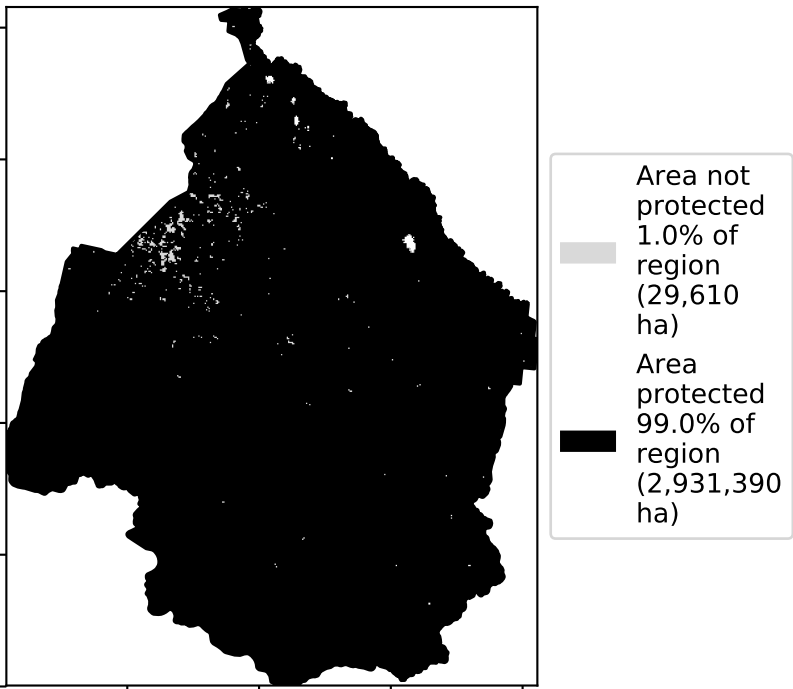 Area not
protected
1.0% of
region
(29,610
ha)
Area
protected
99.0% of
region
(2,931,390
ha)